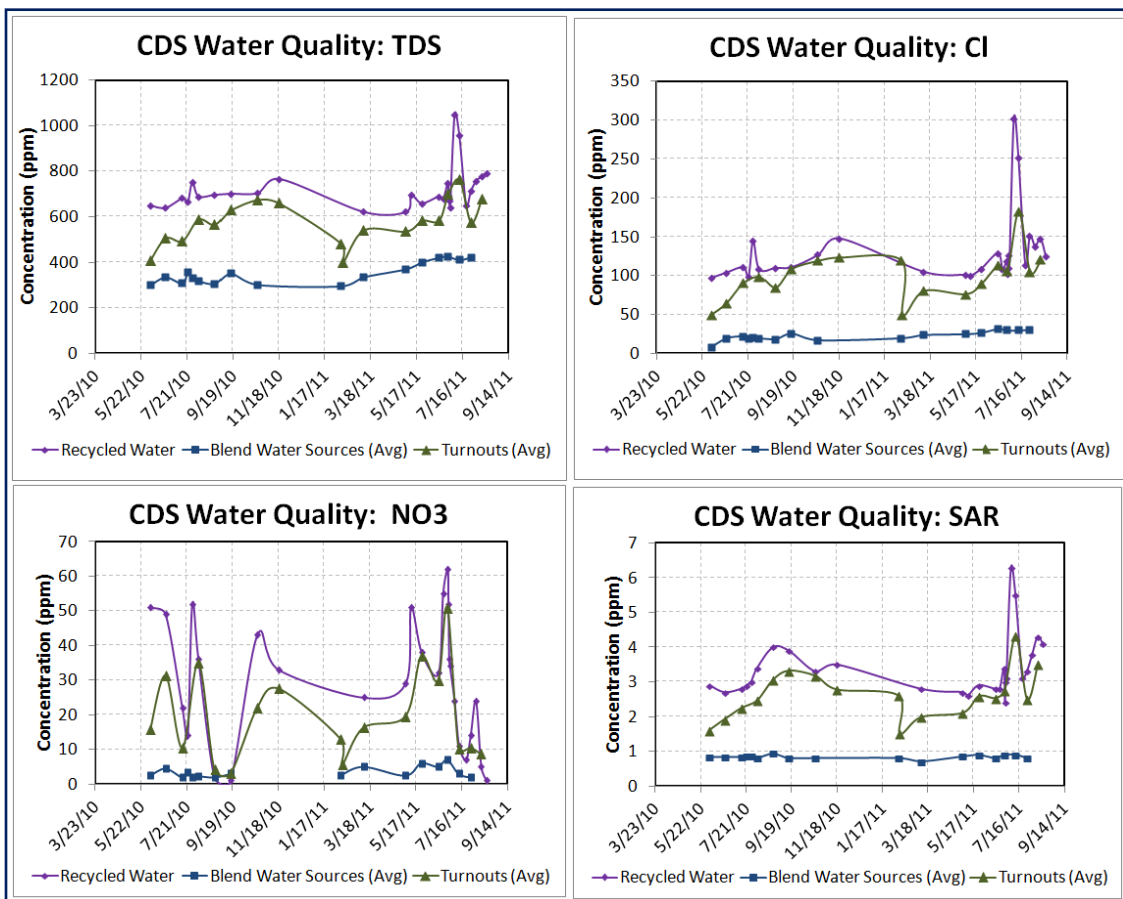 CDS Water Quality: TDS
Concentration (ppm)
1200
1000
800
600
400
200
0
3/23/10 5/22/10 7/21/10 9/19/10 11/18/10 1/17/11 3/18/11 5/17/11 7/16/11 9/14/11
Recycled Water Blend Water Sources (Avg) Turnouts (Avg)
CDS Water Quality: Cl
Concentration (ppm)
350
300
250
200
150
100
50
0
3/23/10 5/22/10 7/21/10 9/19/10 11/18/10 1/17/11 3/18/11 5/17/11 7/16/11 9/14/11
Recycled Water Blend Water Sources (Avg) Turnouts (Avg)
CDS Water Quality: NO3
Concentration (ppm)
70
60
50
40
30
20
10
0
3/23/10 5/22/10 7/21/10 9/19/10 11/18/10 1/17/11 3/18/11 5/17/11 7/16/11 9/14/11
Recycled Water Blend Water Sources (Avg) Turnouts (Avg)
CDS Water Quality: SAR
Concentration (ppm)
7
6
5
4
3
2
1
0
3/23/10 5/22/10 7/21/10 9/19/10 11/18/10 1/17/11 3/18/11 5/17/11 7/16/11 9/14/11
Recycled Water Blend Water Sources (Avg) Turnouts (Avg)